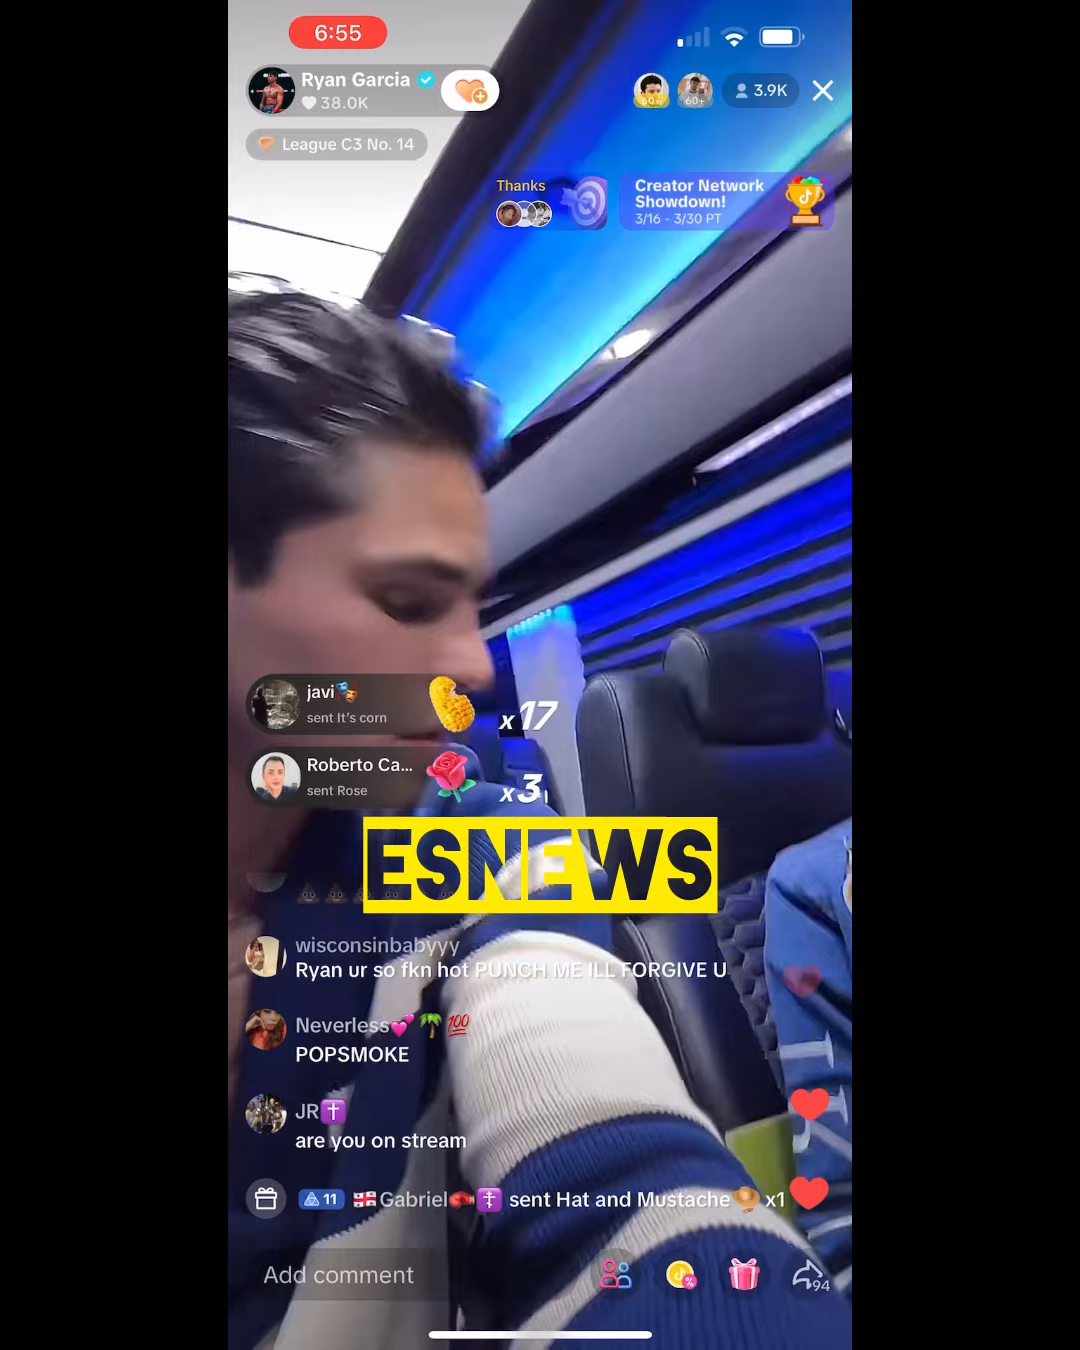 6:55
Ryan Garcia
38.0K
60+
60+
3.9K
League C3 No. 14
Thanks
Creator Network
Showdown!
3/16 - 3/30 PT
javi🎭
sent It's corn
x17
Roberto Ca...
sent Rose
x3
ESNEWS
💩💩
wisconsinbabyyy
Ryan ur so fkn hot PUNCH ME ILL FORGIVE U
Neverless💕🌴💯
POPSMOKE
JR✝️
are you on stream
11 🇬🇪Gabriel🥊☦️ sent Hat and Mustache x1
Add comment
94